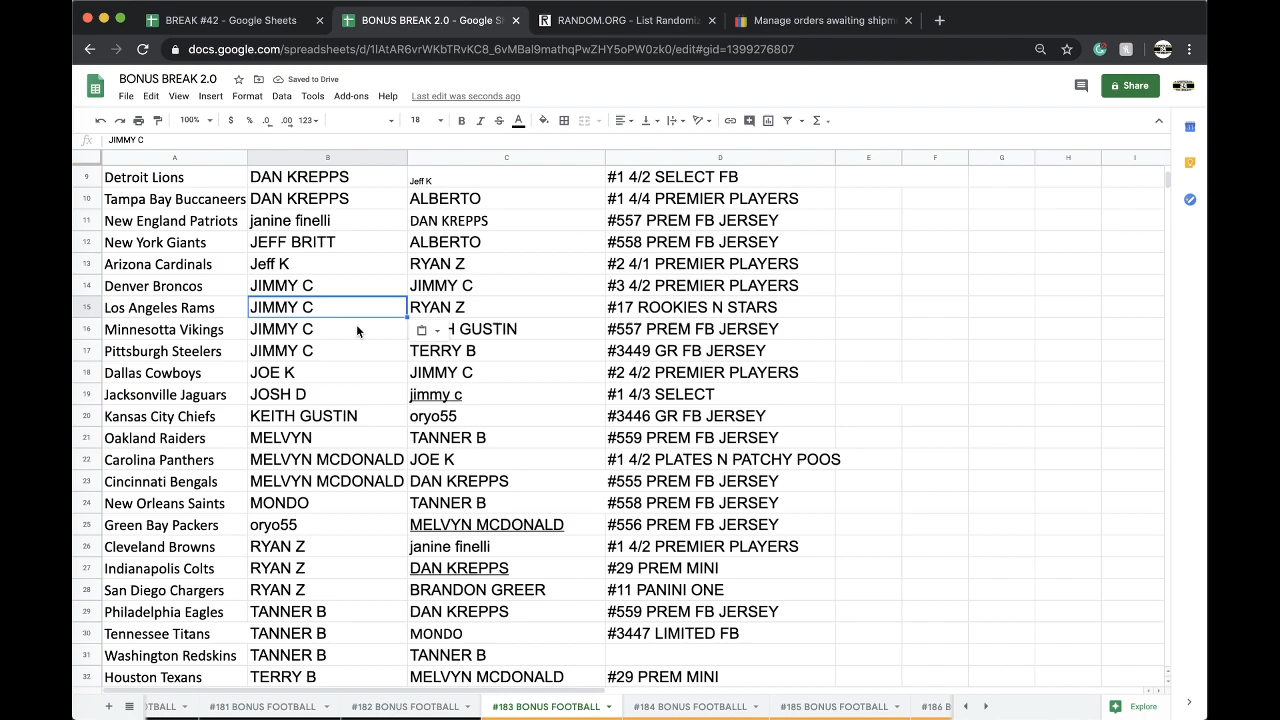 BREAK #42 - Google Sheets × BONUS BREAK 2.0 - Google S × RANDOM.ORG - List Randomiz × Manage orders awaiting shipm × +
docs.google.com/spreadsheets/d/
BONUS BREAK 2.0 Saved to Drive
File Edit View Insert Format Data Tools Add-ons Help Last edit was seconds ago Share
100% $ % .0 .00 123 18 B I S A
fx JIMMY C
A B C D E F G H I
9 Detroit Lions DAN KREPPS Jeff K #1 4/2 SELECT FB
10 Tampa Bay Buccaneers DAN KREPPS ALBERTO #1 4/4 PREMIER PLAYERS
11 New England Patriots janine finelli DAN KREPPS #557 PREM FB JERSEY
12 New York Giants JEFF BRITT ALBERTO #558 PREM FB JERSEY
13 Arizona Cardinals Jeff K RYAN Z #2 4/1 PREMIER PLAYERS
14 Denver Broncos JIMMY C JIMMY C #3 4/2 PREMIER PLAYERS
15 Los Angeles Rams JIMMY C RYAN Z #17 ROOKIES N STARS
16 Minnesotta Vikings JIMMY C H GUSTIN #557 PREM FB JERSEY
17 Pittsburgh Steelers JIMMY C TERRY B #3449 GR FB JERSEY
18 Dallas Cowboys JOE K JIMMY C #2 4/2 PREMIER PLAYERS
19 Jacksonville Jaguars JOSH D jimmy c #1 4/3 SELECT
20 Kansas City Chiefs KEITH GUSTIN oryo55 #3446 GR FB JERSEY
21 Oakland Raiders MELVYN TANNER B #559 PREM FB JERSEY
22 Carolina Panthers MELVYN MCDONALD JOE K #1 4/2 PLATES N PATCHY POOS
23 Cincinnati Bengals MELVYN MCDONALD DAN KREPPS #555 PREM FB JERSEY
24 New Orleans Saints MONDO TANNER B #558 PREM FB JERSEY
25 Green Bay Packers oryo55 MELVYN MCDONALD #556 PREM FB JERSEY
26 Cleveland Browns RYAN Z janine finelli #1 4/2 PREMIER PLAYERS
27 Indianapolis Colts RYAN Z DAN KREPPS #29 PREM MINI
28 San Diego Chargers RYAN Z BRANDON GREER #11 PANINI ONE
29 Philadelphia Eagles TANNER B DAN KREPPS #559 PREM FB JERSEY
30 Tennessee Titans TANNER B MONDO #3447 LIMITED FB
31 Washington Redskins TANNER B TANNER B
32 Houston Texans TERRY B MELVYN MCDONALD #29 PREM MINI
+ OTBALL #181 BONUS FOOTBALL #182 BONUS FOOTBALL #183 BONUS FOOTBALL #184 BONUS FOOTBALLL #185 BONUS FOOTBALL #186 B Explore